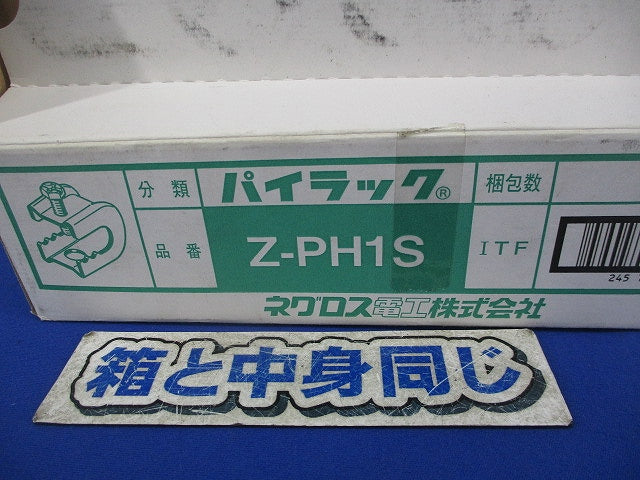 分類 パイラック® 梱包数
品番 Z-PH1S ITF
245
ネグロス電工株式会社
箱と中身同じ